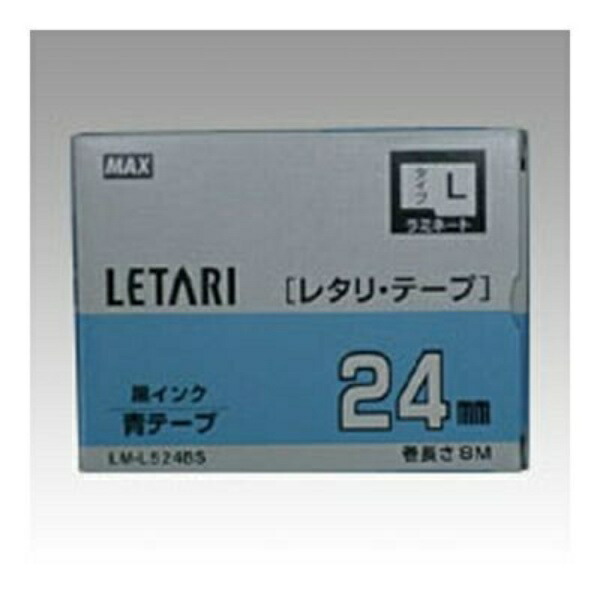 MAX
タイプ L
ラミネート
LETARI [レタリ・テープ]
黒インク
青テープ
24mm
LM-L524BS
巻長さ8M